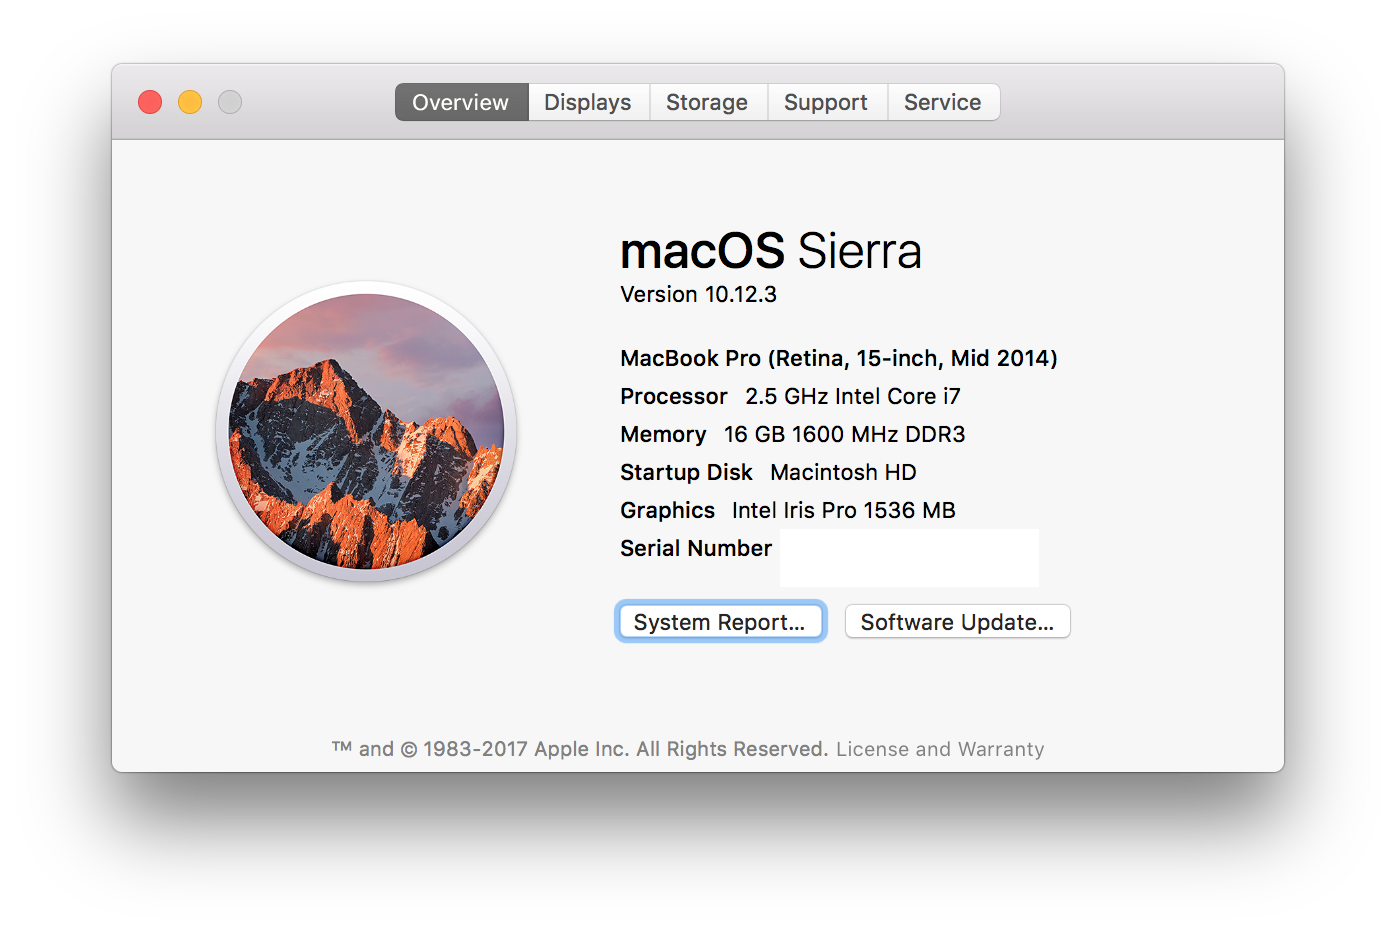 Overview Displays Storage Support Service
macOS Sierra
Version 10.12.3
MacBook Pro (Retina, 15-inch, Mid 2014)
Processor 2.5 GHz Intel Core i7
Memory 16 GB 1600 MHz DDR3
Startup Disk Macintosh HD
Graphics Intel Iris Pro 1536 MB
Serial Number
System Report... Software Update...
™ and © 1983-2017 Apple Inc. All Rights Reserved. License and Warranty